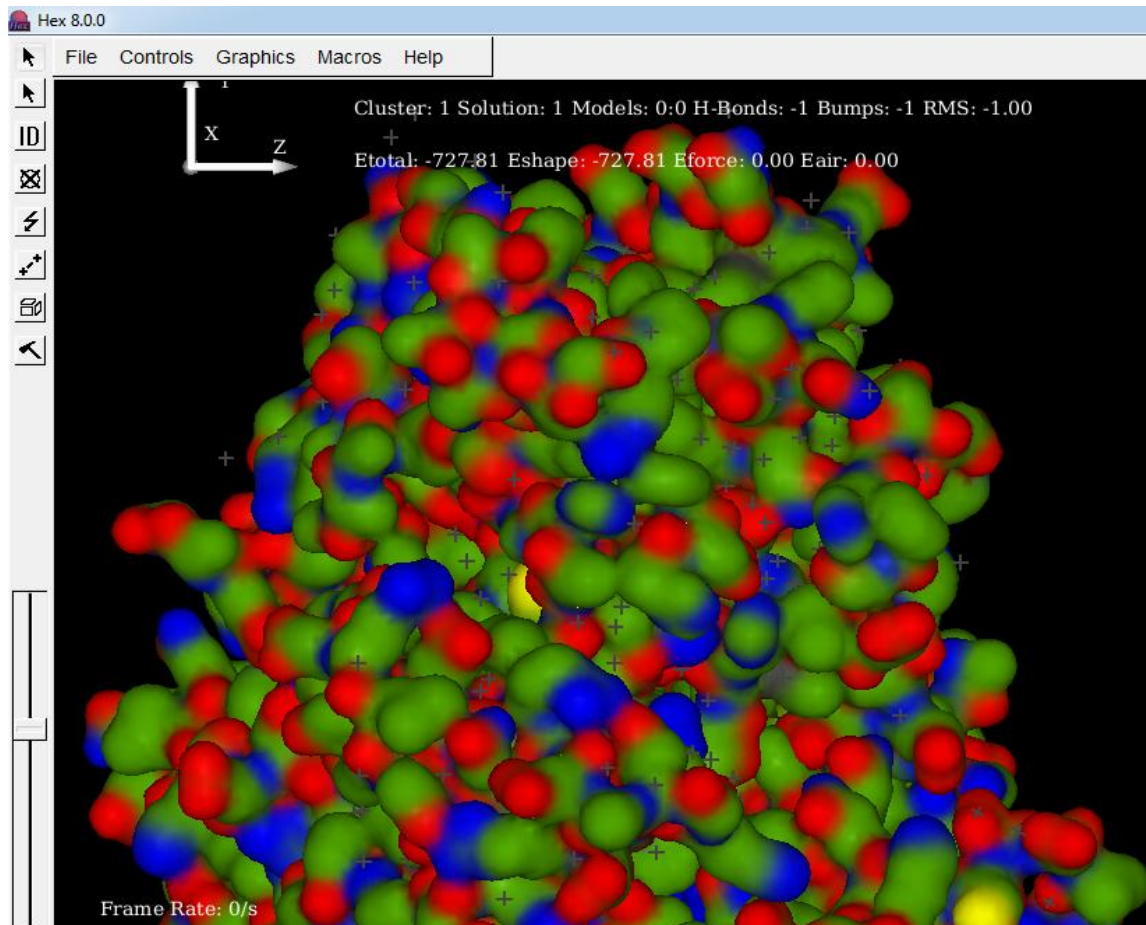 Hex 8.0.0
File Controls Graphics Macros Help
ID
X
Z
Cluster: 1 Solution: 1 Models: 0:0 H-Bonds: -1 Bumps: -1 RMS: -1.00
Etotal: -727.81 Eshape: -727.81 Eforce: 0.00 Eair: 0.00
Frame Rate: 0/s